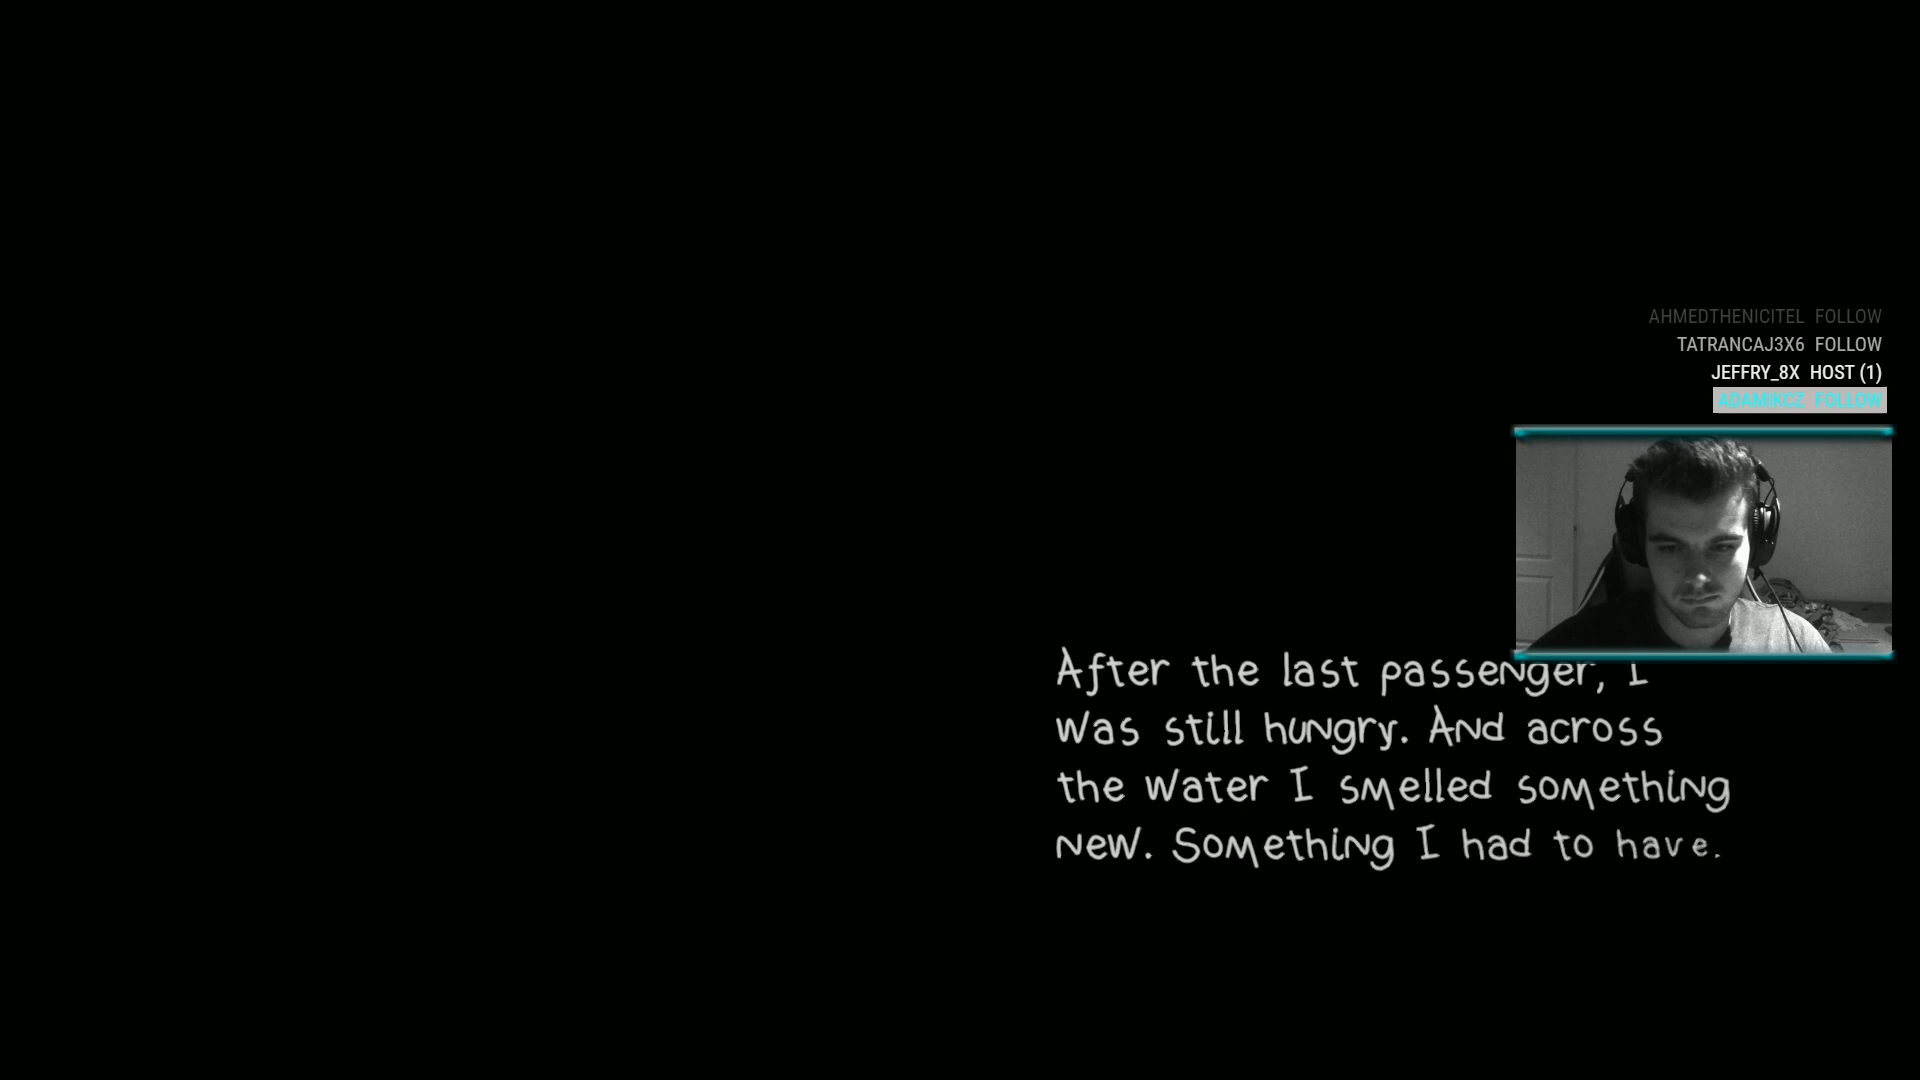 AHMEDTHENICITEL FOLLOW
TATRANCAJ3X6 FOLLOW
JEFFRY_8X HOST (1)
ADAMIKCZ FOLLOW
After the last passenger, I
was still hungry. And across
the water I smelled something
new. Something I had to have.